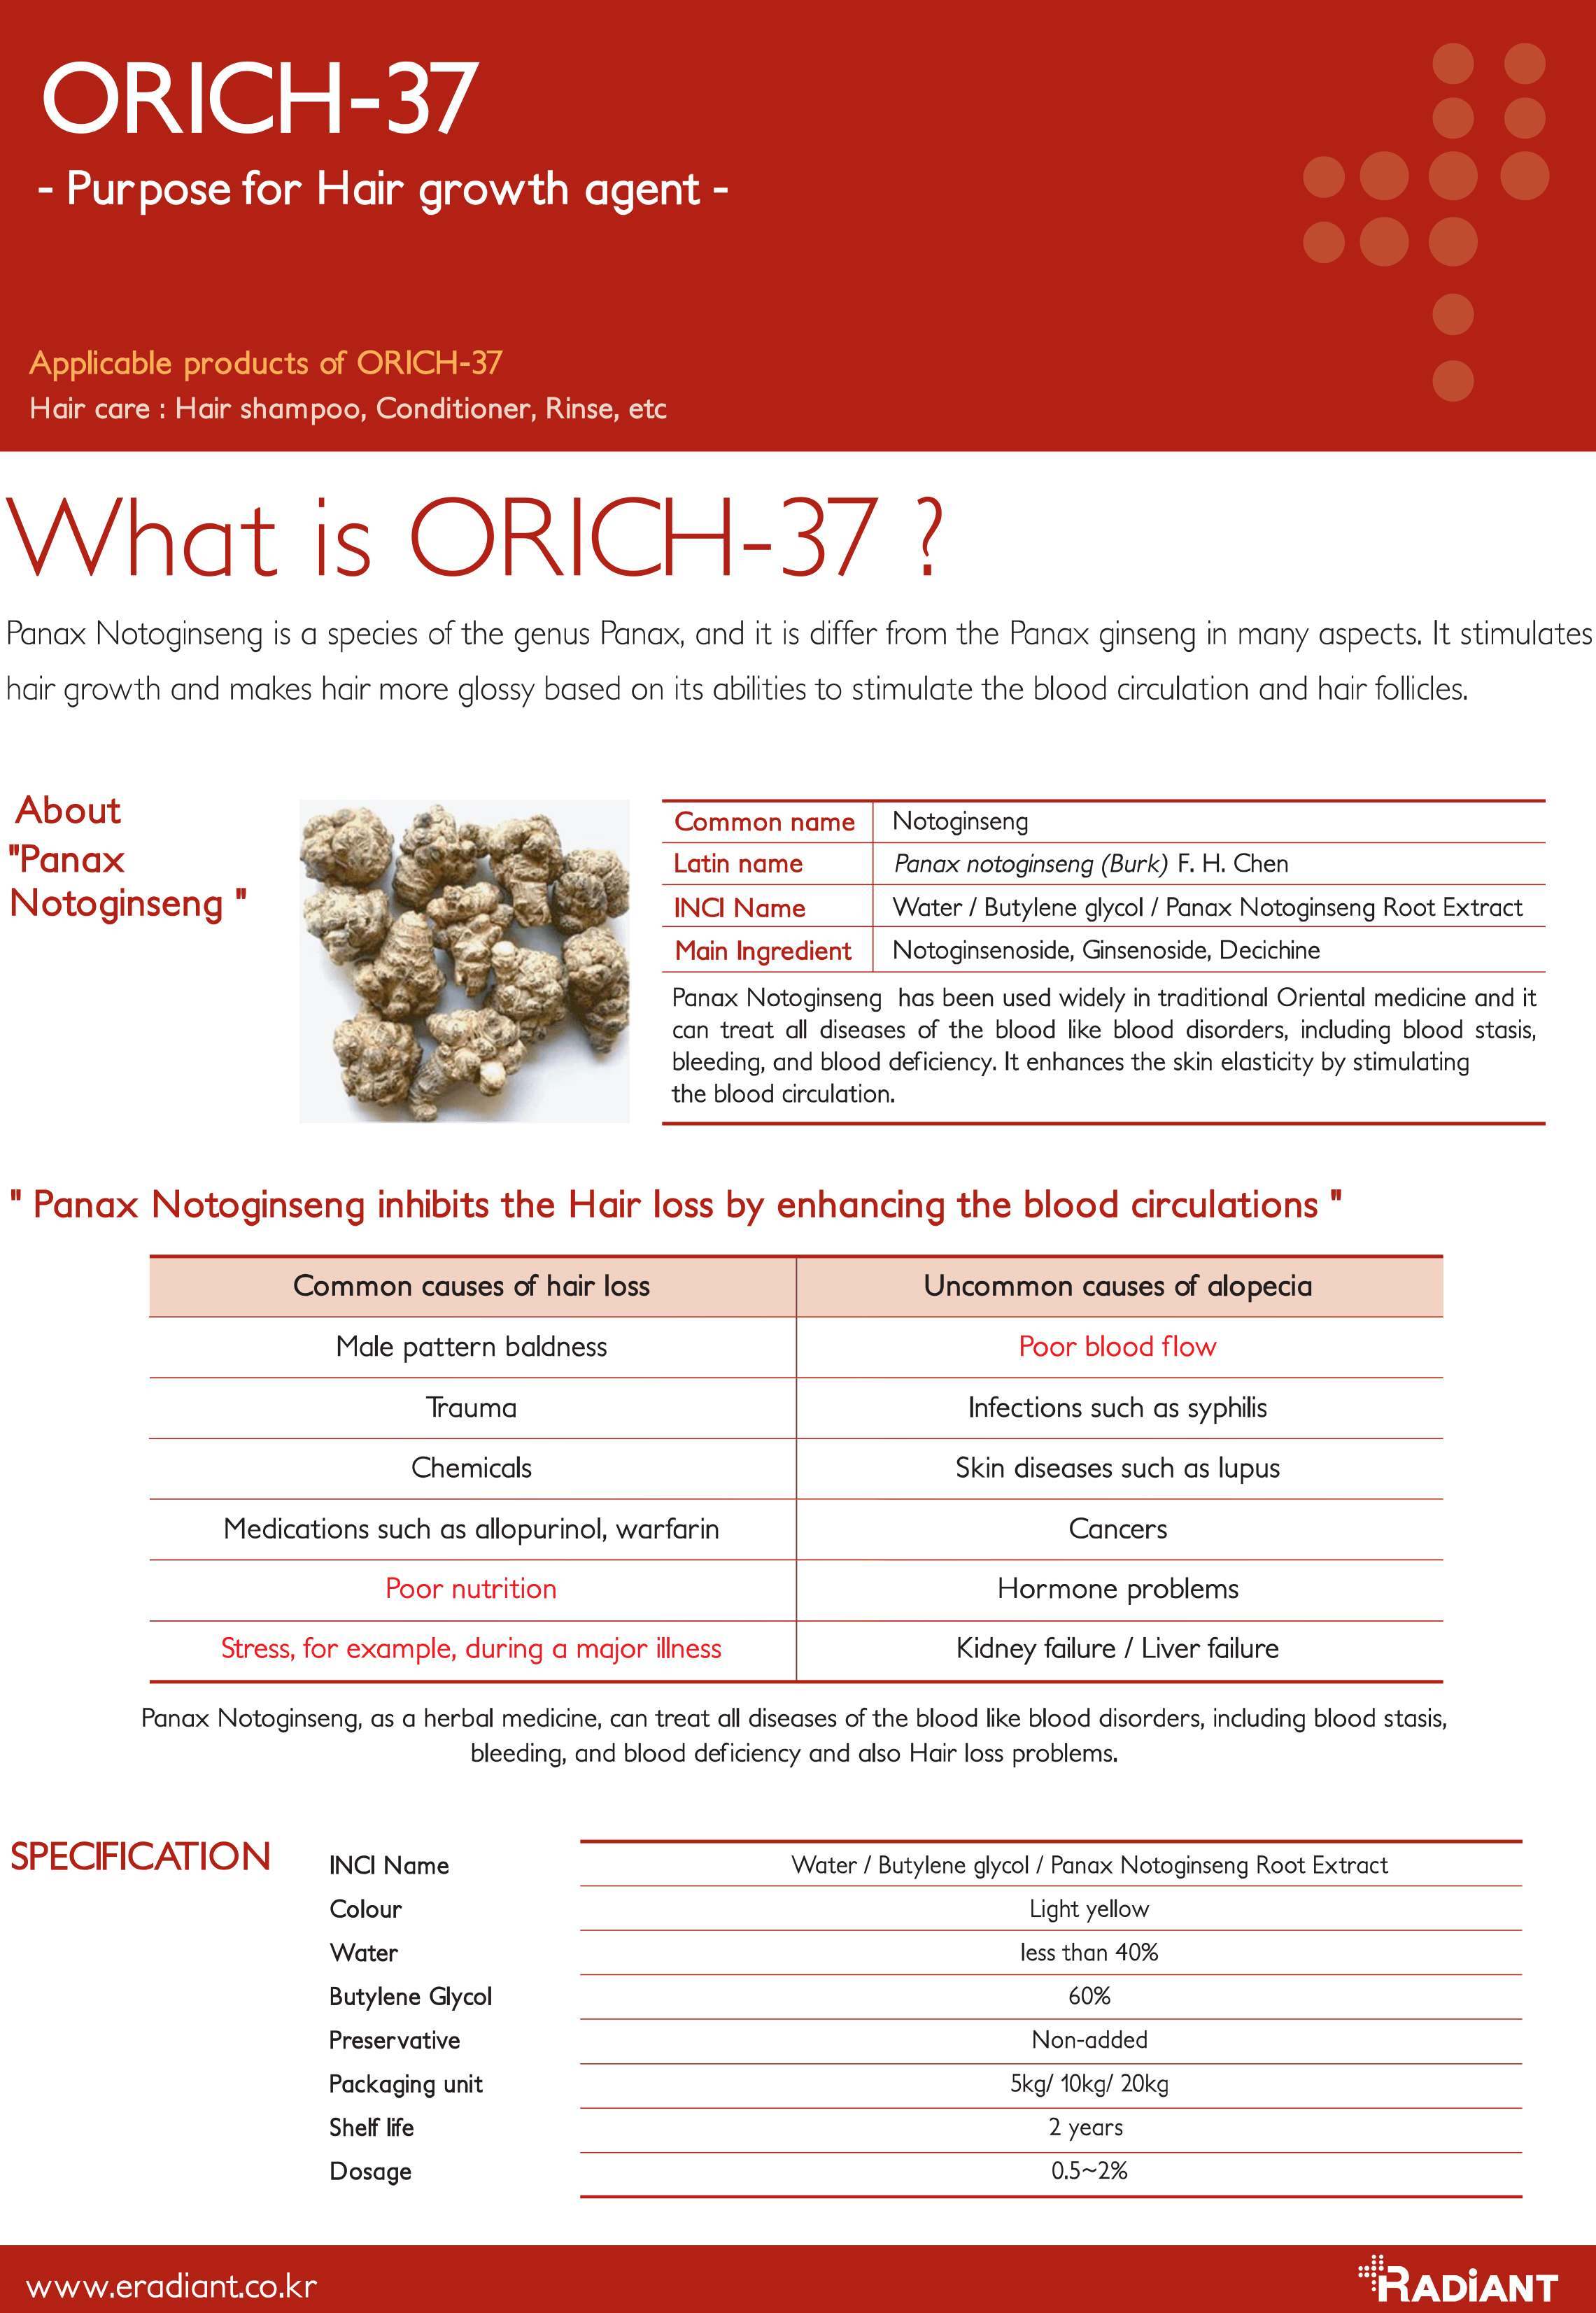 ORICH-37
- Purpose for Hair growth agent -
Applicable products of ORICH-37
Hair care : Hair shampoo, Conditioner, Rinse, etc
What is ORICH-37 ?
Panax Notoginseng is a species of the genus Panax, and it is differ from the Panax ginseng in many aspects. It stimulates
hair growth and makes hair more glossy based on its abilities to stimulate the blood circulation and hair follicles.
About
"Panax
Notoginseng "
Common name Notoginseng
Latin name Panax notoginseng (Burk) F. H. Chen
INCI Name Water / Butylene glycol / Panax Notoginseng Root Extract
Main Ingredient Notoginsenoside, Ginsenoside, Decichine
Panax Notoginseng has been used widely in traditional Oriental medicine and it
can treat all diseases of the blood like blood disorders, including blood stasis,
bleeding, and blood deficiency. It enhances the skin elasticity by stimulating
the blood circulation.
" Panax Notoginseng inhibits the Hair loss by enhancing the blood circulations "
Common causes of hair loss Uncommon causes of alopecia
Male pattern baldness Poor blood flow
Trauma Infections such as syphilis
Chemicals Skin diseases such as lupus
Medications such as allopurinol, warfarin Cancers
Poor nutrition Hormone problems
Stress, for example, during a major illness Kidney failure / Liver failure
Panax Notoginseng, as a herbal medicine, can treat all diseases of the blood like blood disorders, including blood stasis,
bleeding, and blood deficiency and also Hair loss problems.
SPECIFICATION
INCI Name Water / Butylene glycol / Panax Notoginseng Root Extract
Colour Light yellow
Water less than 40%
Butylene Glycol 60%
Preservative Non-added
Packaging unit 5kg/ 10kg/ 20kg
Shelf life 2 years
Dosage 0.5~2%
www.eradiant.co.kr
RADiANT